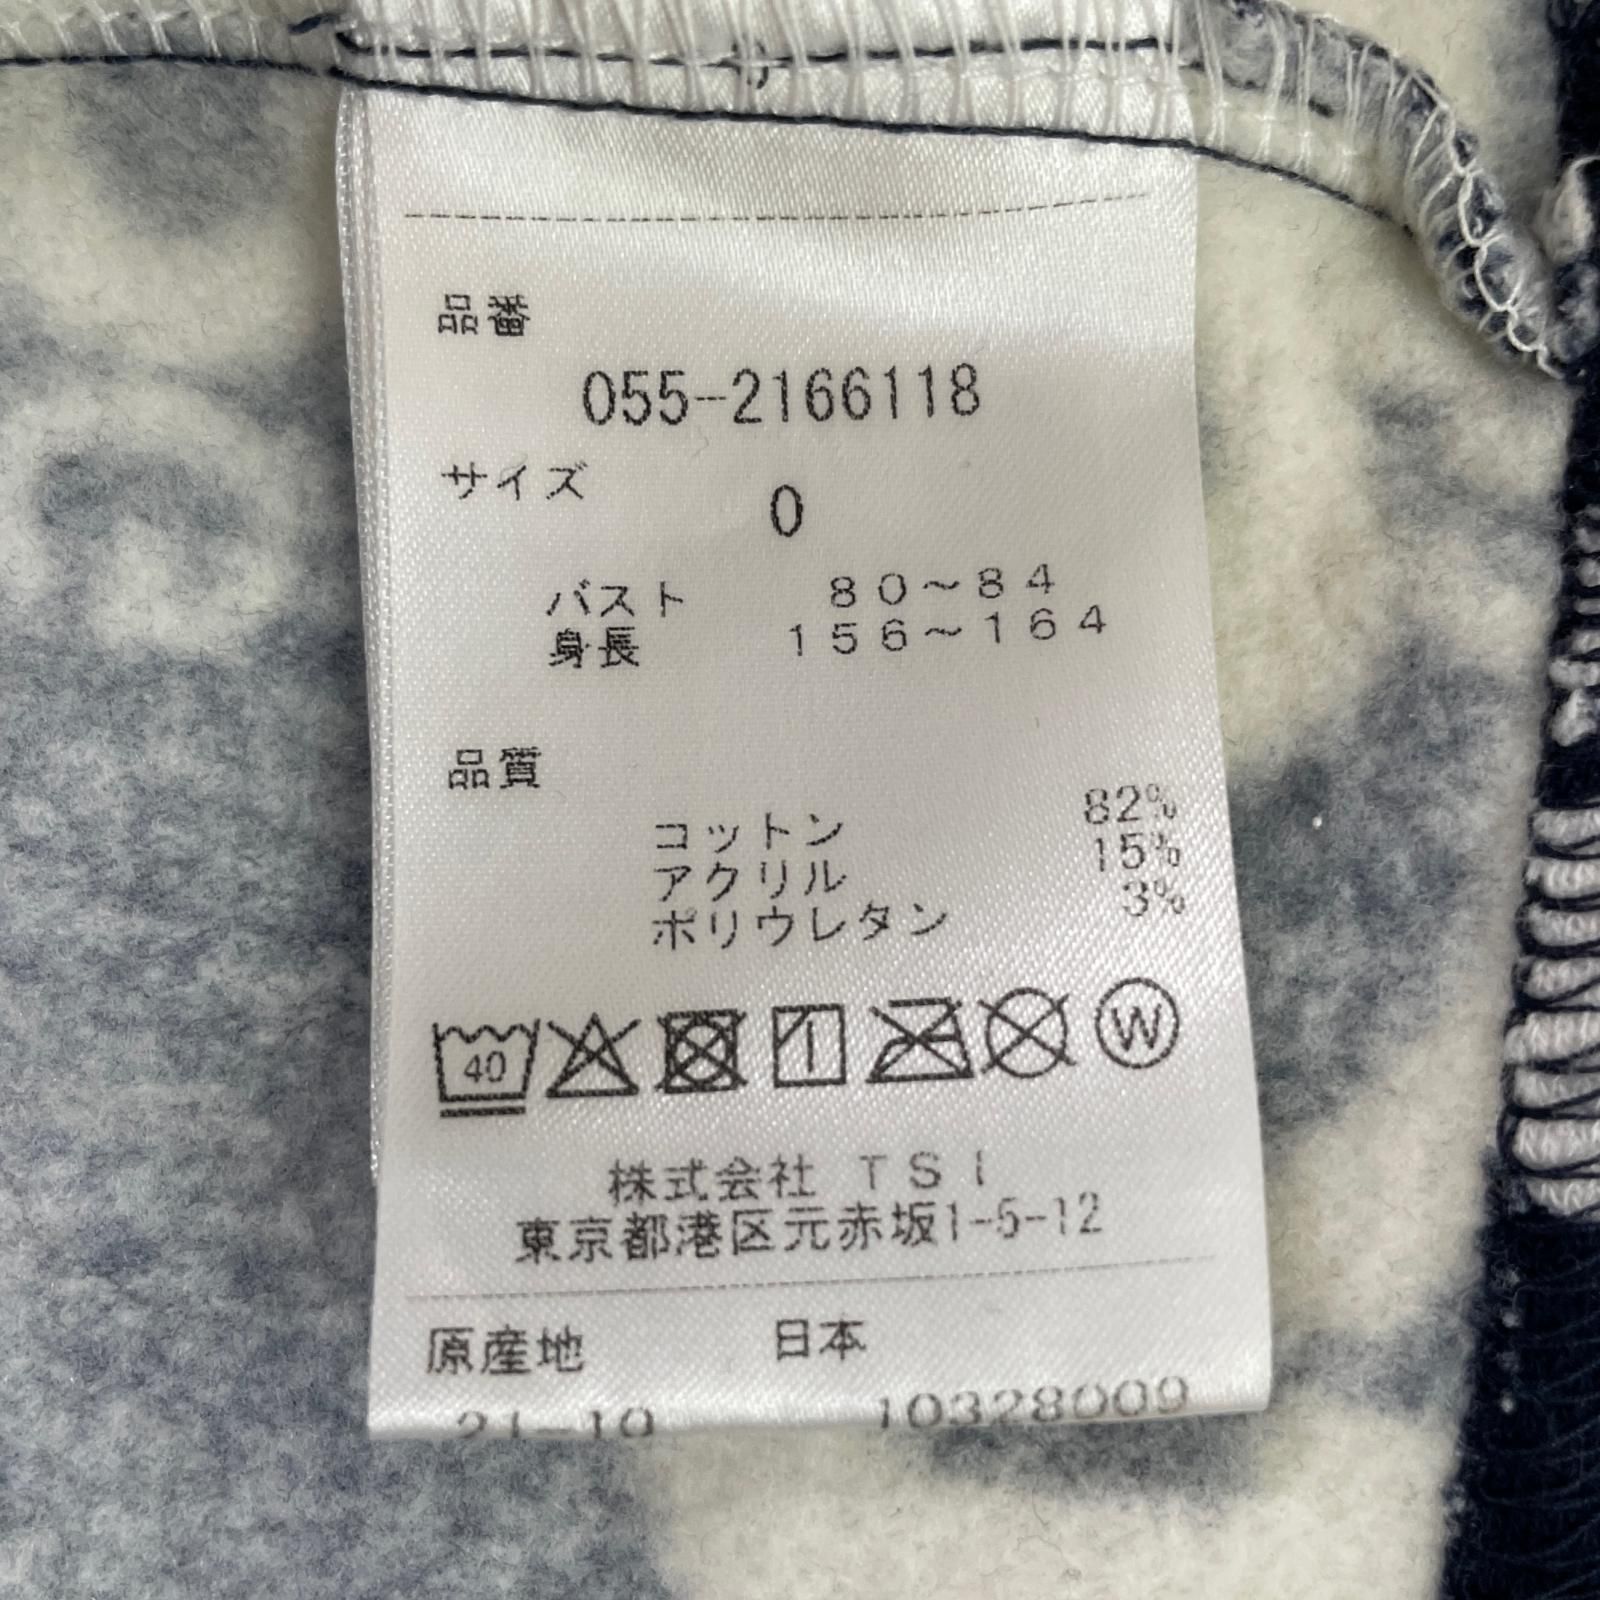 品番
055-2166118
サイズ
0
バスト 80～84
身長 156～164
品質
コットン 82%
アクリル 15%
ポリウレタン 3%
40
W
株式会社 TSI
東京都港区元赤坂1-5-12
原産地 日本
21-10 10328009